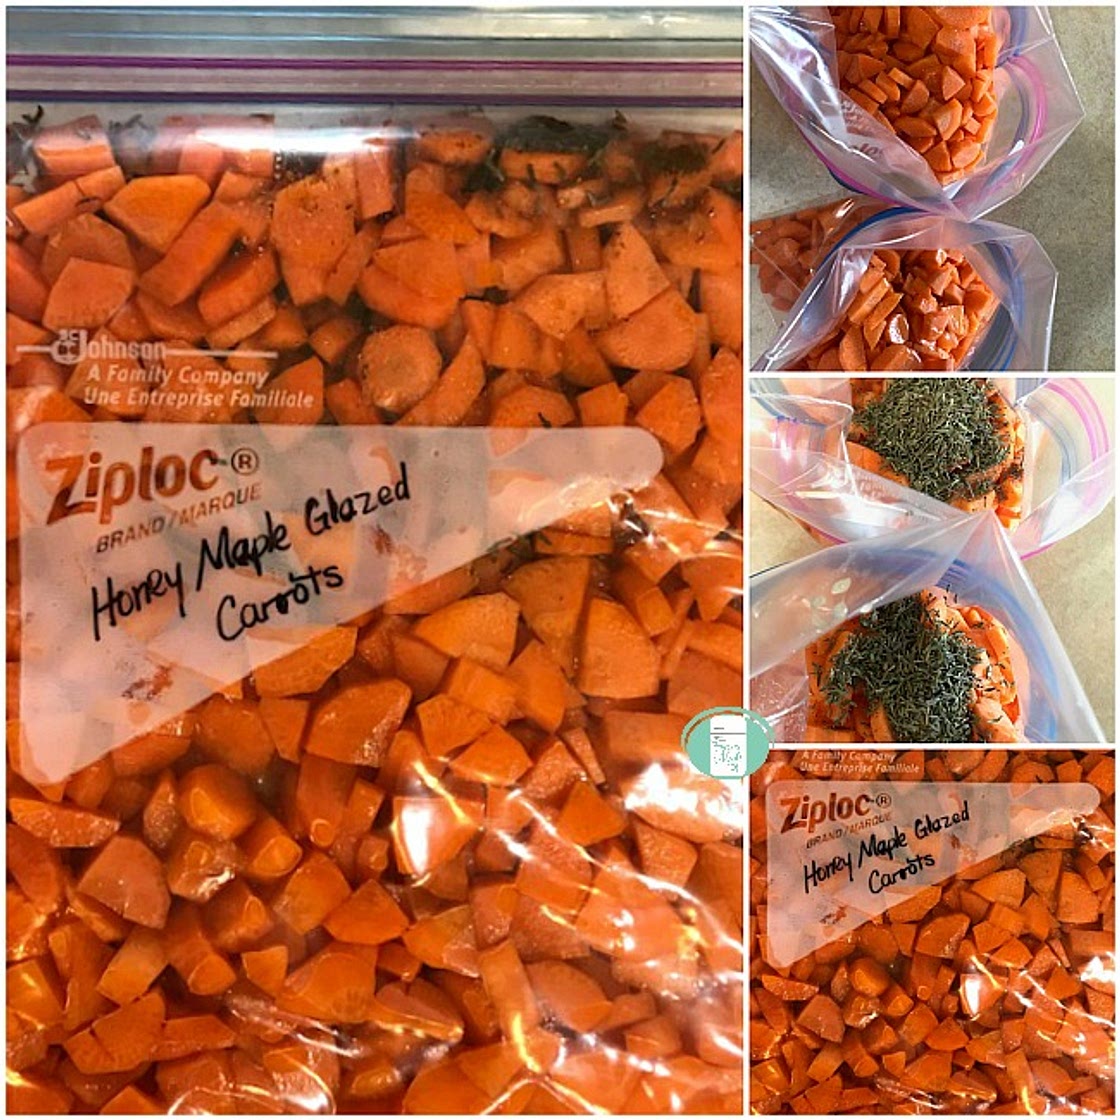 Johnson
A Family Company
Une Entreprise Familiale
Ziploc®
BRAND/MARQUE
Honey Maple Glazed
Carrots
A Family Company
Une Entreprise Familiale
Ziploc®
BRAND/MARQUE
Honey Maple Glazed
Carrots